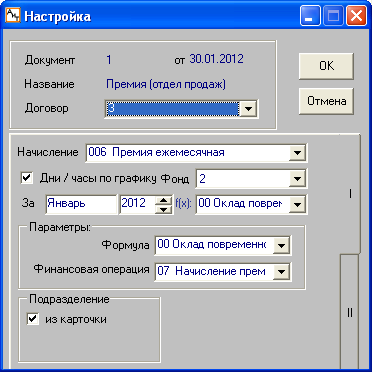 Настройка
Документ 1 от 30.01.2012
OK
Название Премия (отдел продаж)
Отмена
Договор 3
Начисление 006 Премия ежемесячная
I
Дни / часы по графику Фонд 2
За Январь 2012 f(x): 00 Оклад поврем
Параметры:
Формула 00 Оклад повременно
Финансовая операция 07 Начисление прем
II
Подразделение
из карточки